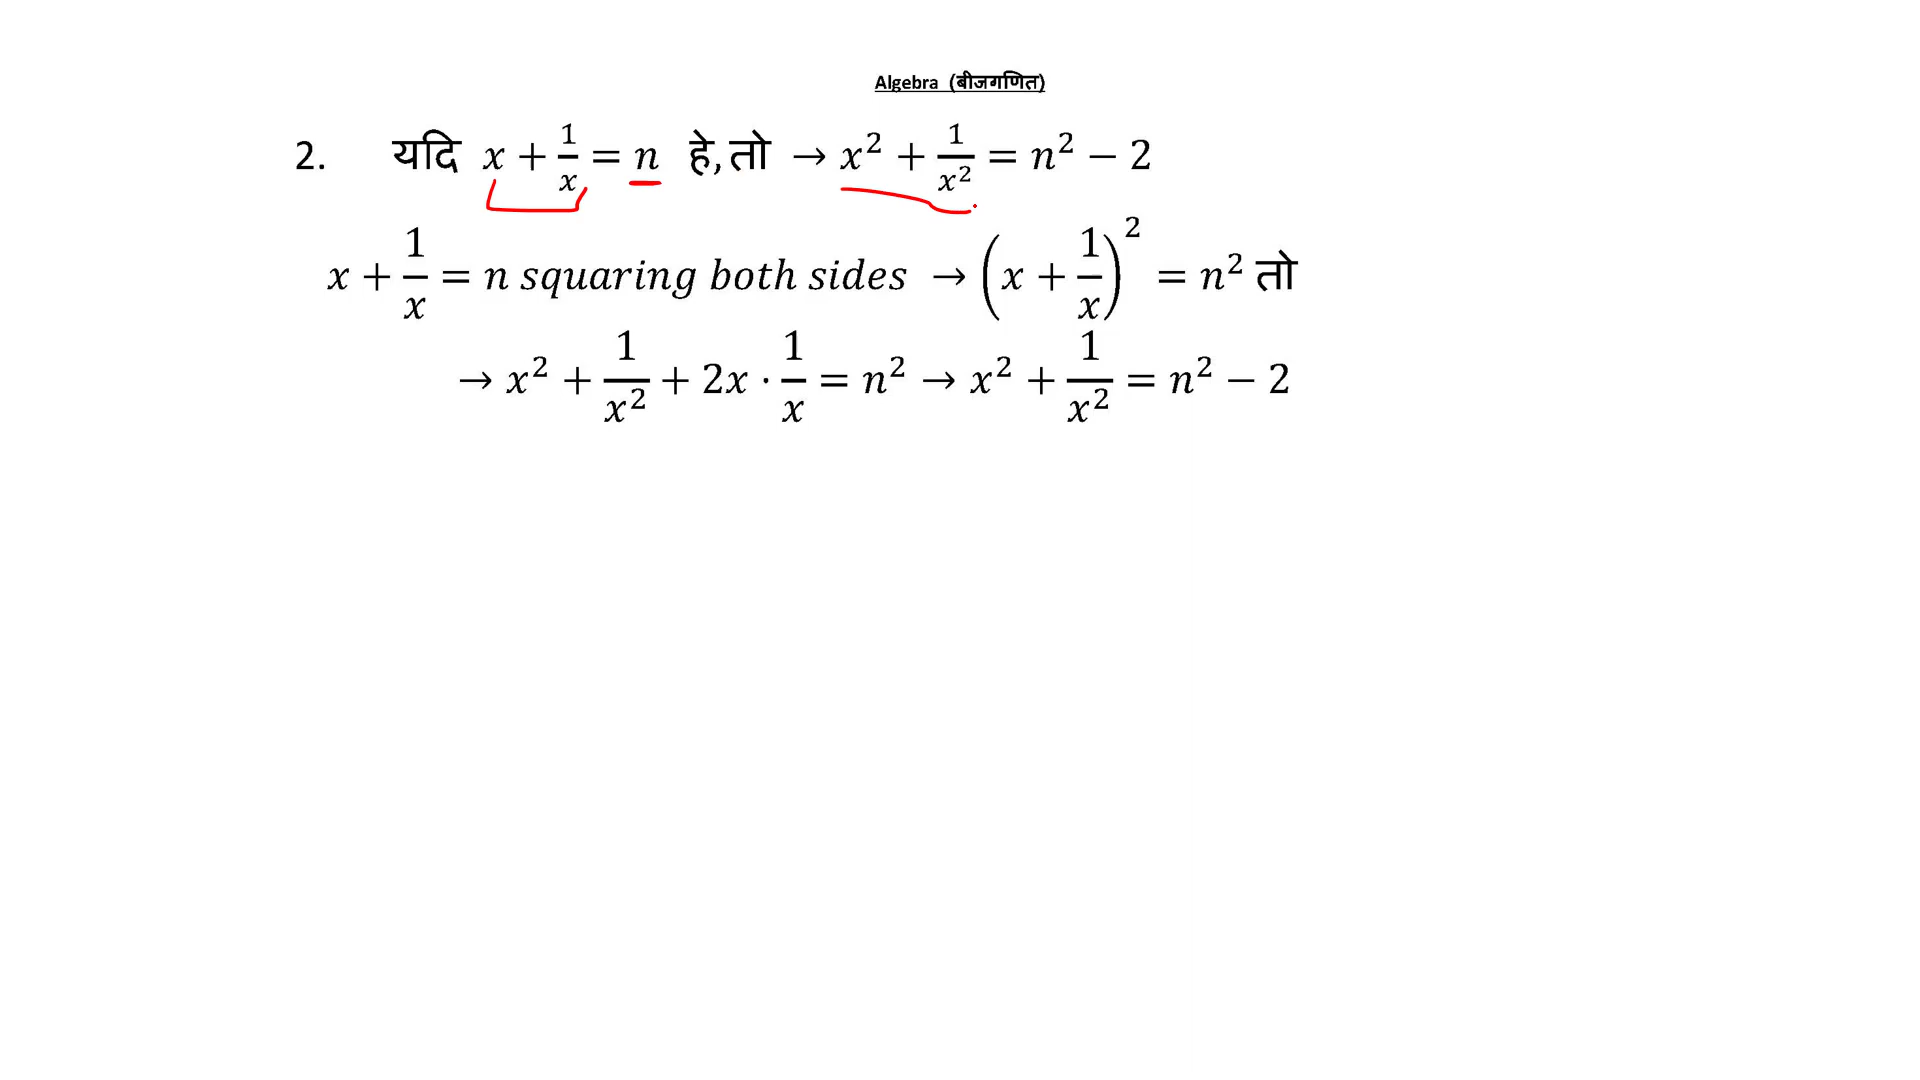 Algebra (बीजगणित)
2. यदि x + 1/x = n हे, तो → x² + 1/x² = n² − 2
x + 1/x = n squaring both sides → (x + 1/x)² = n² तो
→ x² + 1/x² + 2x · 1/x = n² → x² + 1/x² = n² − 2